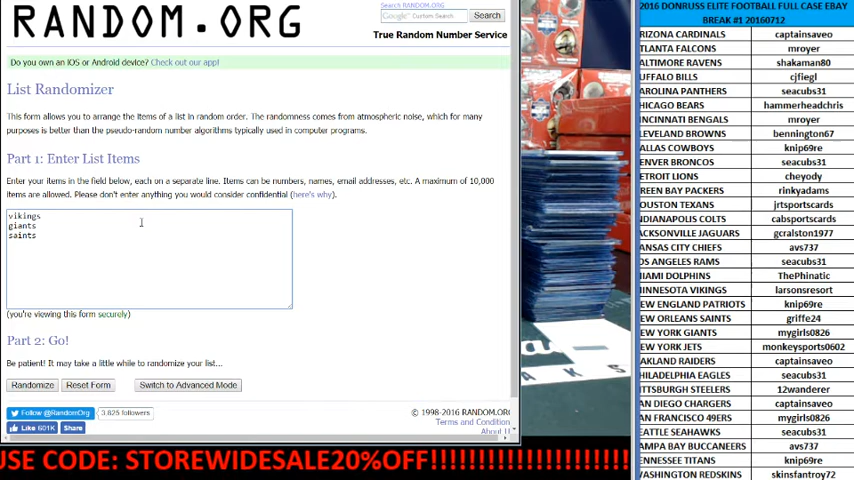 RANDOM.ORG
Search RANDOM.ORG
Google™ Custom Search
Search
True Random Number Service
Do you own an iOS or Android device? Check out our app!
List Randomizer
This form allows you to arrange the items of a list in random order. The randomness comes from atmospheric noise, which for many
purposes is better than the pseudo-random number algorithms typically used in computer programs.
Part 1: Enter List Items
Enter your items in the field below, each on a separate line. Items can be numbers, names, email addresses, etc. A maximum of 10,000
items are allowed. Please don't enter anything you would consider confidential (here's why).
vikings
giants
saints
(you're viewing this form securely)
Part 2: Go!
Be patient! It may take a little while to randomize your list...
Randomize
Reset Form
Switch to Advanced Mode
Follow @RandomOrg
3,625 followers
Like 601K
Share
© 1998-2016 RANDOM.ORG
Terms and Condition
About U
USE CODE: STOREWIDESALE20%OFF!!!!!!!!!!!!!!!!!!!!!!!
2016 DONRUSS ELITE FOOTBALL FULL CASE EBAY
BREAK #1 20160712
RIZONA CARDINALS captainsaveo
TLANTA FALCONS mroyer
ALTIMORE RAVENS shakaman80
UFFALO BILLS cjfiegl
AROLINA PANTHERS seacubs31
HICAGO BEARS hammerheadchris
INCINNATI BENGALS mroyer
LEVELAND BROWNS bennington67
ALLAS COWBOYS knip69re
ENVER BRONCOS seacubs31
ETROIT LIONS cheyody
REEN BAY PACKERS rinkyadams
OUSTON TEXANS jrtsportscards
NDIANAPOLIS COLTS cabsportscards
ACKSONVILLE JAGUARS gcralston1977
ANSAS CITY CHIEFS avs737
OS ANGELES RAMS seacubs31
IAMI DOLPHINS ThePhinatic
INNESOTA VIKINGS larsonsresort
EW ENGLAND PATRIOTS knip69re
EW ORLEANS SAINTS griffe24
EW YORK GIANTS mygirls0826
EW YORK JETS monkeysports0602
AKLAND RAIDERS captainsaveo
HILADELPHIA EAGLES seacubs31
ITTSBURGH STEELERS 12wanderer
AN DIEGO CHARGERS captainsaveo
AN FRANCISCO 49ERS mygirls0826
EATTLE SEAHAWKS seacubs31
AMPA BAY BUCCANEERS avs737
ENNESSEE TITANS knip69re
WASHINGTON REDSKINS skinsfantroy72